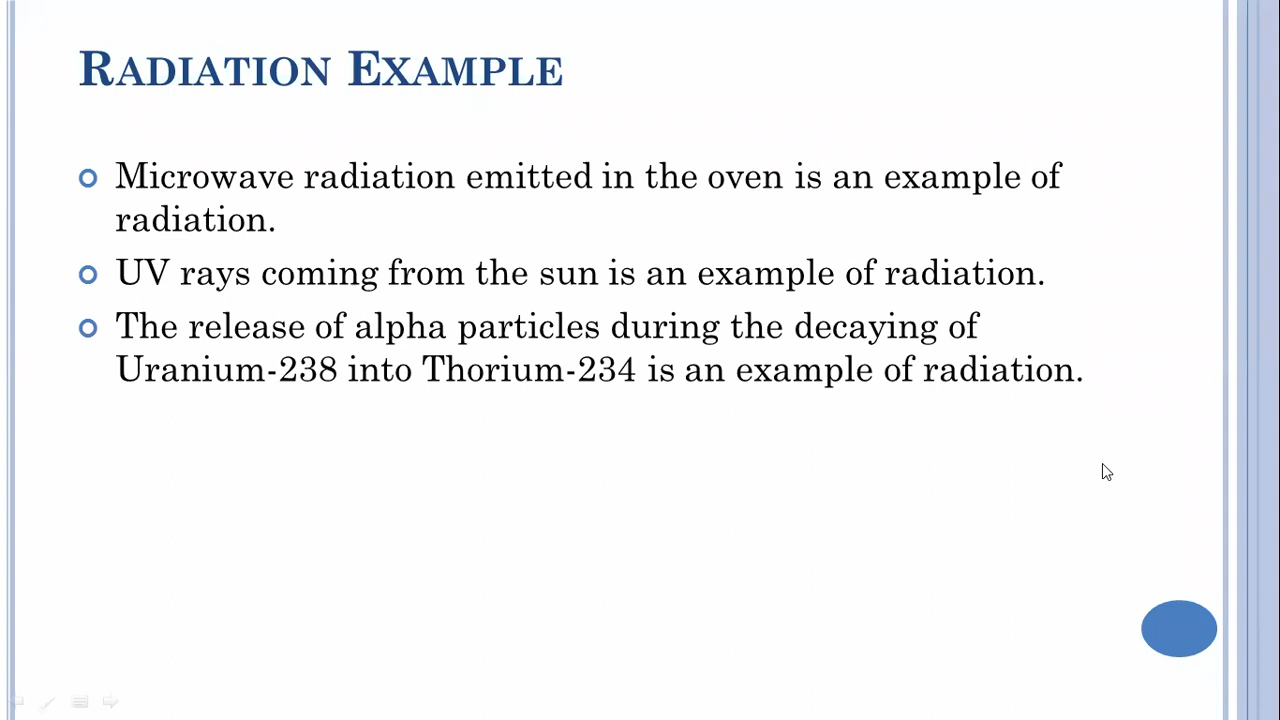 RADIATION EXAMPLE
Microwave radiation emitted in the oven is an example of
radiation.
UV rays coming from the sun is an example of radiation.
The release of alpha particles during the decaying of
Uranium-238 into Thorium-234 is an example of radiation.